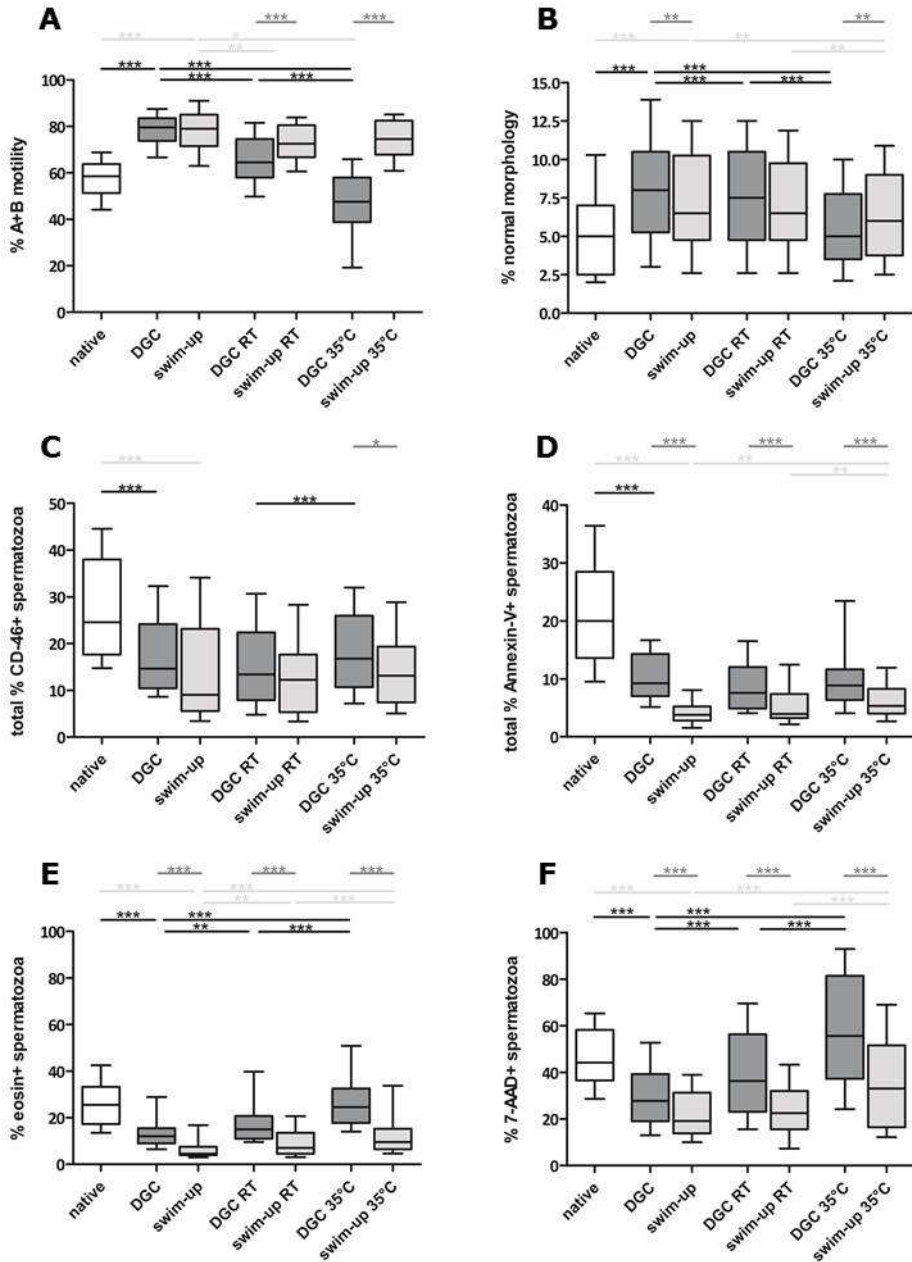 A
*** ***
*** *
**
*** ***
*** ***
100
80
60
40
20
0
% A+B motility
native
DGC
swim-up
DGC RT
swim-up RT
DGC 35°C
swim-up 35°C
B
** **
*** **
**
*** ***
*** ***
15.0
12.5
10.0
7.5
5.0
2.5
0.0
% normal morphology
native
DGC
swim-up
DGC RT
swim-up RT
DGC 35°C
swim-up 35°C
C
*
***
*** ***
50
40
30
20
10
0
total % CD-46+ spermatozoa
native
DGC
swim-up
DGC RT
swim-up RT
DGC 35°C
swim-up 35°C
D
*** *** ***
*** **
**
***
40
30
20
10
0
total % Annexin-V+ spermatozoa
native
DGC
swim-up
DGC RT
swim-up RT
DGC 35°C
swim-up 35°C
E
*** *** ***
*** ***
** ***
*** ***
** ***
100
80
60
40
20
0
% eosin+ spermatozoa
native
DGC
swim-up
DGC RT
swim-up RT
DGC 35°C
swim-up 35°C
F
*** *** ***
*** ***
***
*** ***
*** ***
100
80
60
40
20
0
% 7-AAD+ spermatozoa
native
DGC
swim-up
DGC RT
swim-up RT
DGC 35°C
swim-up 35°C